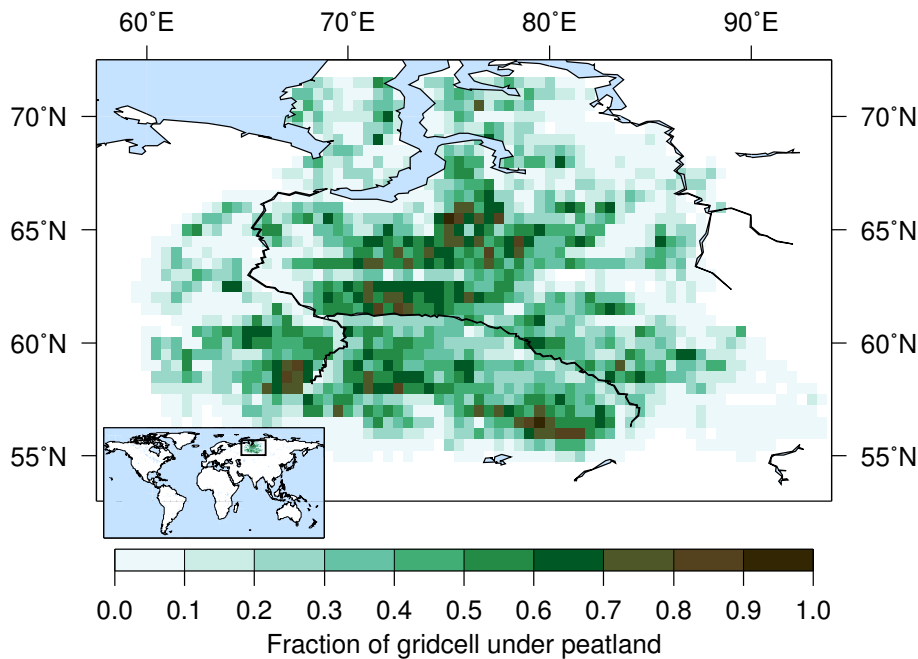 60˚E 70˚E 80˚E 90˚E
70˚N 70˚N
65˚N 65˚N
60˚N 60˚N
55˚N 55˚N
0.0 0.1 0.2 0.3 0.4 0.5 0.6 0.7 0.8 0.9 1.0
Fraction of gridcell under peatland